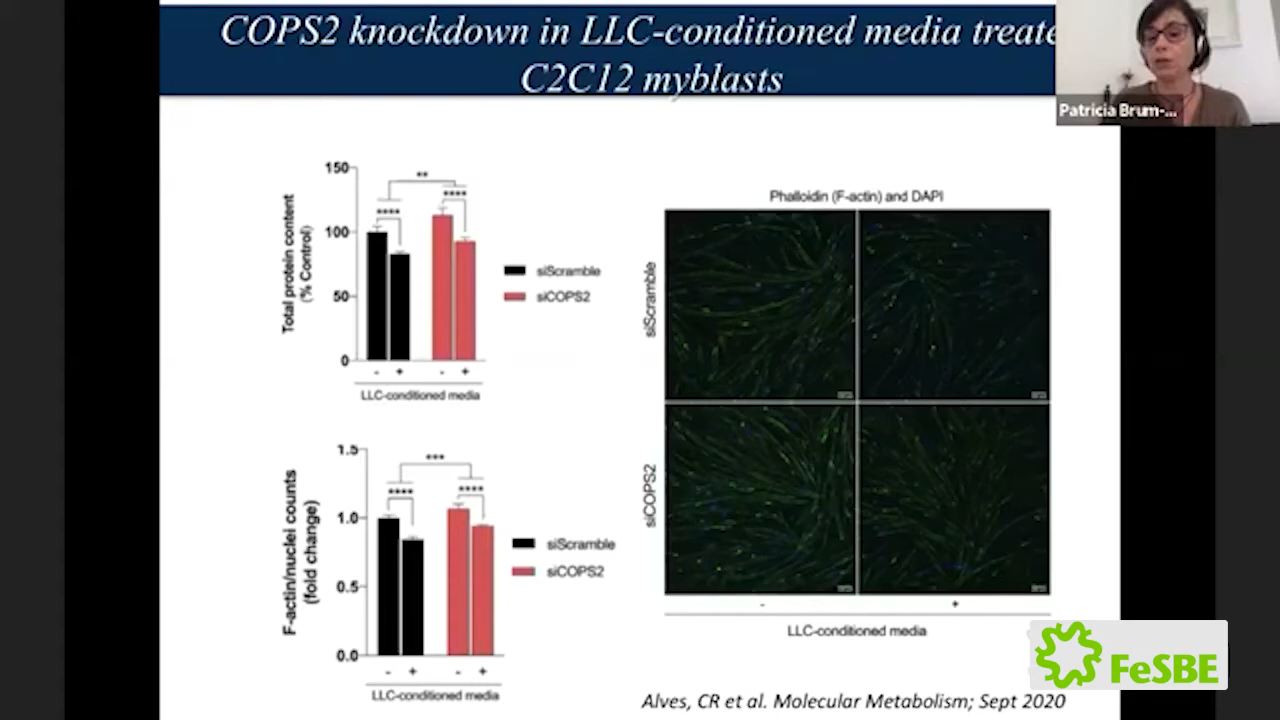 COPS2 knockdown in LLC-conditioned media treate
C2C12 myblasts
Patricia Brum-...
150
100
50
0
Total protein content
(% Control)
**
****
****
siScramble
siCOPS2
- + - +
LLC-conditioned media
1.5
1.0
0.5
0.0
F-actin/nuclei counts
(fold change)
***
****
****
siScramble
siCOPS2
- + - +
LLC-conditioned media
Phalloidin (F-actin) and DAPI
siScramble
siCOPS2
- +
LLC-conditioned media
FeSBE
Alves, CR et al. Molecular Metabolism; Sept 2020